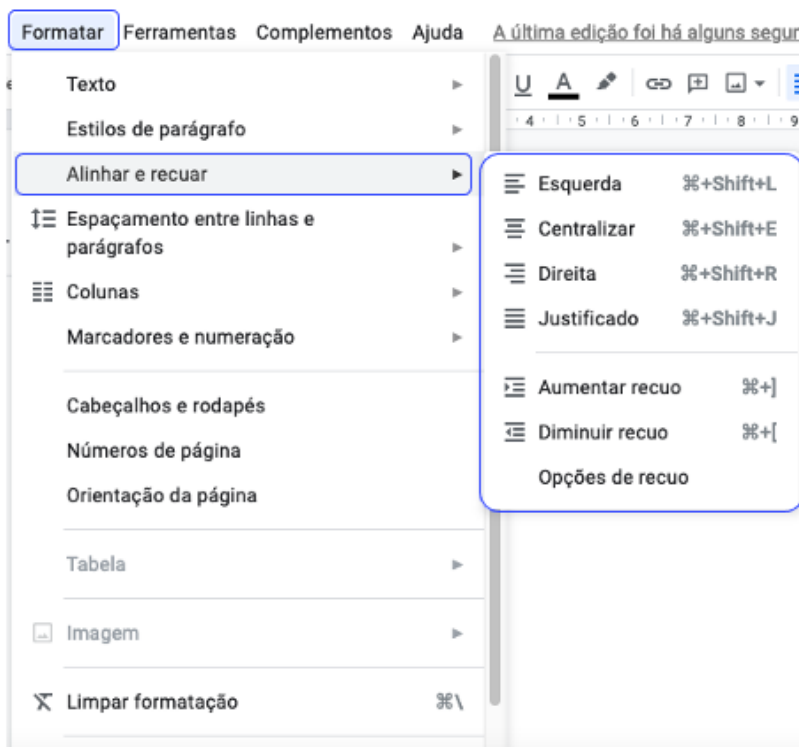 Formatar Ferramentas Complementos Ajuda A última edição foi há alguns
Texto
Estilos de parágrafo
Alinhar e recuar
Espaçamento entre linhas e
parágrafos
Colunas
Marcadores e numeração
Cabeçalhos e rodapés
Números de página
Orientação da página
Tabela
Imagem
Limpar formatação ⌘\
U A
4 5 6 7 8 9
Esquerda ⌘+Shift+L
Centralizar ⌘+Shift+E
Direita ⌘+Shift+R
Justificado ⌘+Shift+J
Aumentar recuo ⌘+]
Diminuir recuo ⌘+[
Opções de recuo